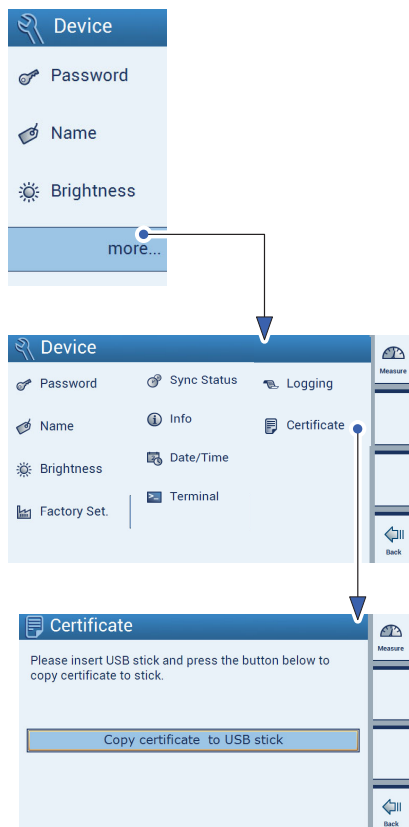 Device
Password
Name
Brightness
more...
Device
Measure
Password
Sync Status
Logging
Name
Info
Certificate
Brightness
Date/Time
Factory Set.
Terminal
Back
Certificate
Measure
Please insert USB stick and press the button below to
copy certificate to stick.
Copy certificate to USB stick
Back